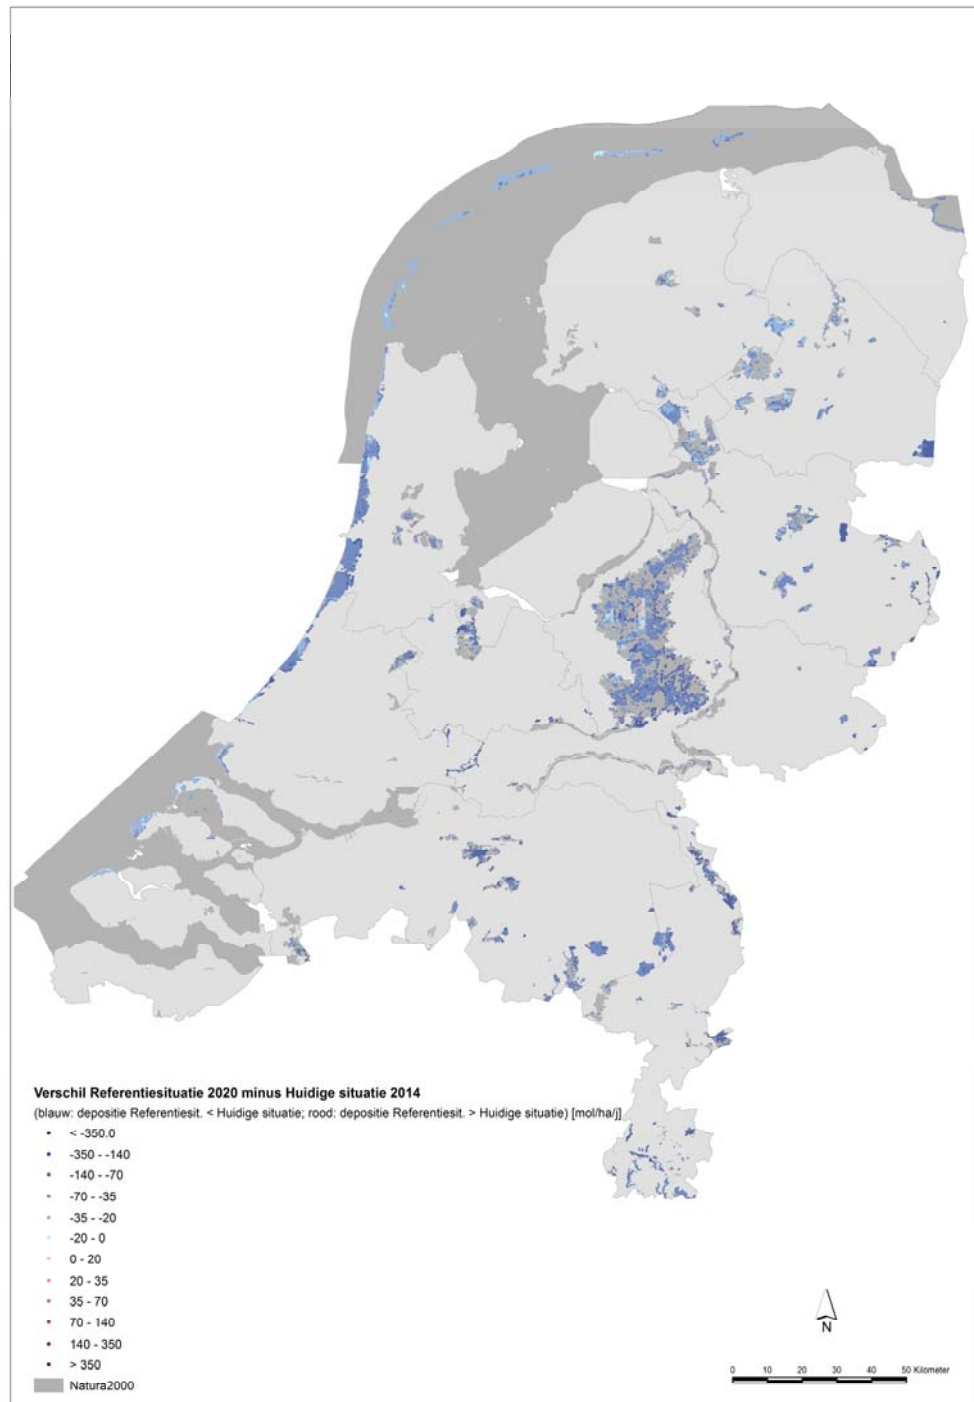 Verschil Referentiesituatie 2020 minus Huidige situatie 2014
(blauw: depositie Referentiesit. < Huidige situatie; rood: depositie Referentiesit. > Huidige situatie) [mol/ha/j]
< -350.0
-350 - -140
-140 - -70
-70 - -35
-35 - -20
-20 - 0
0 - 20
20 - 35
35 - 70
70 - 140
140 - 350
> 350
Natura2000
N
0 10 20 30 40 50 Kilometer